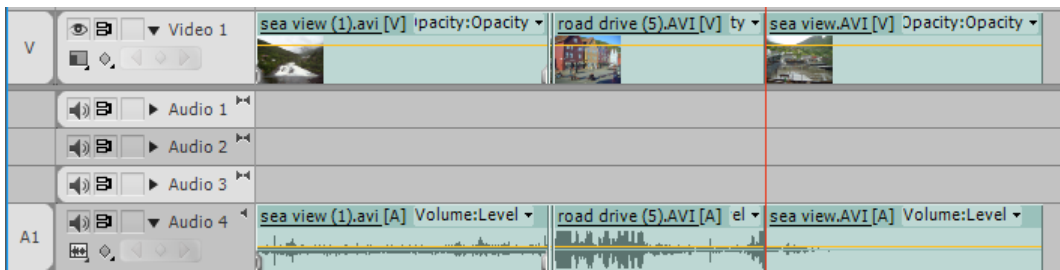 V Video 1 sea view (1).avi [V] Opacity:Opacity road drive (5).AVI [V] ty sea view.AVI [V] Opacity:Opacity
Audio 1
Audio 2
Audio 3
A1 Audio 4 sea view (1).avi [A] Volume:Level road drive (5).AVI [A] el sea view.AVI [A] Volume:Level